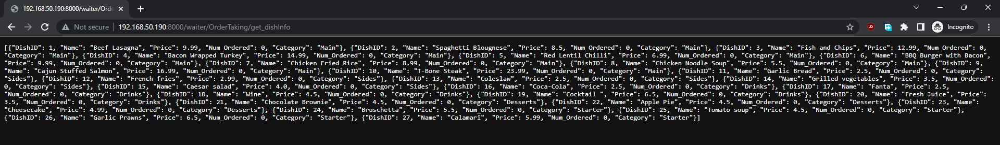 192.168.50.190:8000/waiter/Orde
Not secure
192.168.50.190:8000/waiter/OrderTaking/get_dishInfo
Incognito
[{"DishID": 1, "Name": "Beef Lasagna", "Price": 9.99, "Num_Ordered": 0, "Category": "Main"}, {"DishID": 2, "Name": "Spaghetti Blougnese", "Price": 8.5, "Num_Ordered": 0, "Category": "Main"}, {"DishID": 3, "Name": "Fish and Chips", "Price": 12.99, "Num_Ordered": 0,
"Category": "Main"}, {"DishID": 4, "Name": "Bacon Wrapped Turkey", "Price": 14.99, "Num_Ordered": 0, "Category": "Main"}, {"DishID": 5, "Name": "Red Lentil Chilli", "Price": 6.99, "Num_Ordered": 0, "Category": "Main"}, {"DishID": 6, "Name": "BBQ Burger with Bacon",
"Price": 9.99, "Num_Ordered": 0, "Category": "Main"}, {"DishID": 7, "Name": "Chicken Fried Rice", "Price": 8.99, "Num_Ordered": 0, "Category": "Main"}, {"DishID": 8, "Name": "Chicken Noodle Soup", "Price": 5.5, "Num_Ordered": 0, "Category": "Main"}, {"DishID": 9,
"Name": "Cajun Stuffed Salmon", "Price": 16.99, "Num_Ordered": 0, "Category": "Main"}, {"DishID": 10, "Name": "T-Bone Steak", "Price": 23.99, "Num_Ordered": 0, "Category": "Main"}, {"DishID": 11, "Name": "Garlic Bread", "Price": 2.5, "Num_Ordered": 0, "Category":
"Sides"}, {"DishID": 12, "Name": "French fries", "Price": 2.99, "Num_Ordered": 0, "Category": "Sides"}, {"DishID": 13, "Name": "Coleslaw", "Price": 2.5, "Num_Ordered": 0, "Category": "Sides"}, {"DishID": 14, "Name": "Grilled vegetables", "Price": 3.5, "Num_Ordered":
0, "Category": "Sides"}, {"DishID": 15, "Name": "Caesar salad", "Price": 4.0, "Num_Ordered": 0, "Category": "Sides"}, {"DishID": 16, "Name": "Coca-Cola", "Price": 2.5, "Num_Ordered": 0, "Category": "Drinks"}, {"DishID": 17, "Name": "Fanta", "Price": 2.5,
"Num_Ordered": 0, "Category": "Drinks"}, {"DishID": 18, "Name": "Wine", "Price": 4.5, "Num_Ordered": 0, "Category": "Drinks"}, {"DishID": 19, "Name": "Cocktail ", "Price": 6.5, "Num_Ordered": 0, "Category": "Drinks"}, {"DishID": 20, "Name": "Fresh Juice", "Price":
3.5, "Num_Ordered": 0, "Category": "Drinks"}, {"DishID": 21, "Name": "Chocolate Brownie", "Price": 4.5, "Num_Ordered": 0, "Category": "Desserts"}, {"DishID": 22, "Name": "Apple Pie", "Price": 4.5, "Num_Ordered": 0, "Category": "Desserts"}, {"DishID": 23, "Name":
"Cheesecake", "Price": 4.99, "Num_Ordered": 0, "Category": "Desserts"}, {"DishID": 24, "Name": "Bruschetta", "Price": 5.5, "Num_Ordered": 0, "Category": "Starter"}, {"DishID": 25, "Name": "Tomato soup", "Price": 4.5, "Num_Ordered": 0, "Category": "Starter"},
{"DishID": 26, "Name": "Garlic Prawns", "Price": 6.5, "Num_Ordered": 0, "Category": "Starter"}, {"DishID": 27, "Name": "Calamari", "Price": 5.99, "Num_Ordered": 0, "Category": "Starter"}]